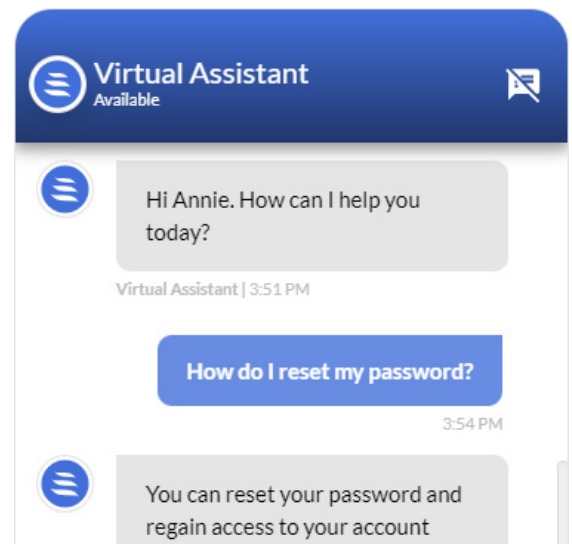 Virtual Assistant
Available
Hi Annie. How can I help you
today?
Virtual Assistant | 3:51 PM
How do I reset my password?
3:54 PM
You can reset your password and
regain access to your account